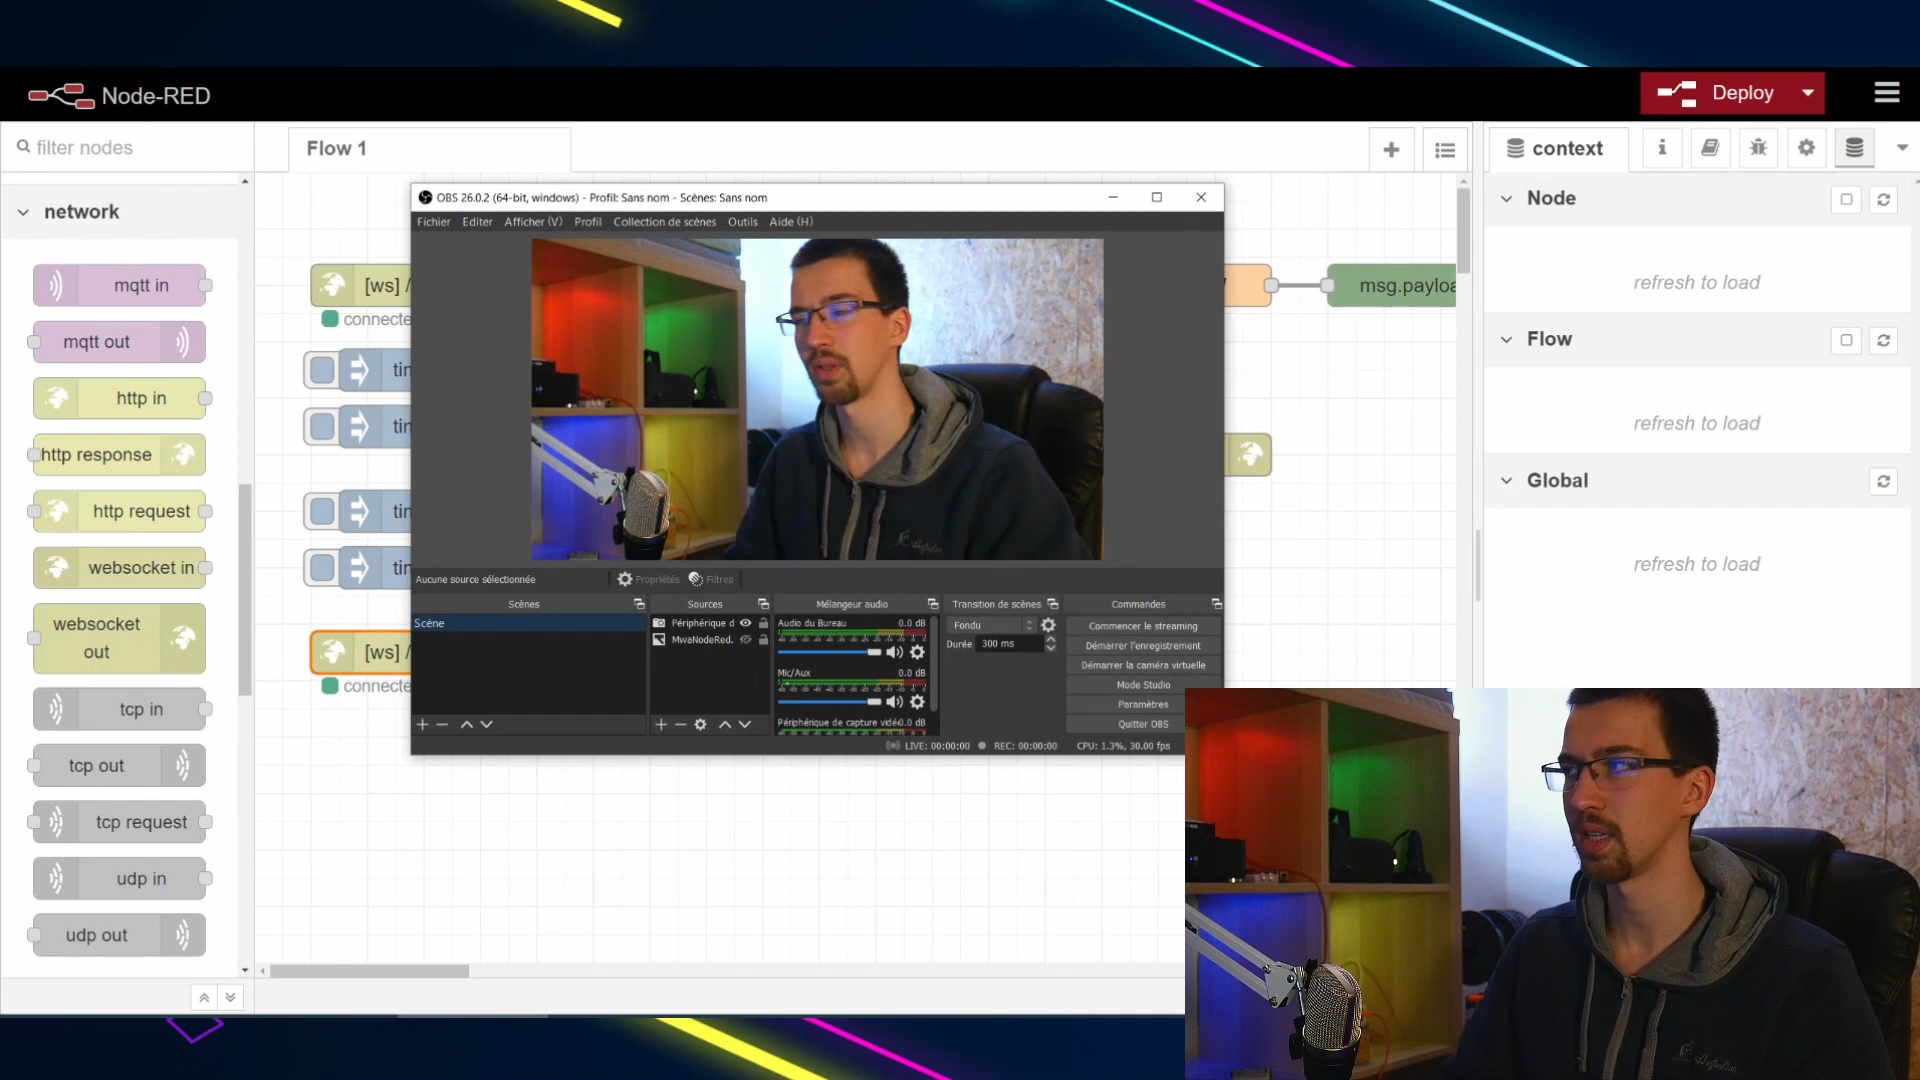 Node-RED
Deploy
filter nodes
Flow 1
context
network
mqtt in
mqtt out
http in
http response
http request
websocket in
websocket
out
tcp in
tcp out
tcp request
udp in
udp out
[ws] /
connecte
tin
tin
tin
tin
[ws] /
connecte
OBS 26.0.2 (64-bit, windows) - Profil: Sans nom - Scènes: Sans nom
Fichier Editer Afficher (V) Profil Collection de scènes Outils Aide (H)
Aucune source sélectionnée
Propriétés Filtres
Scènes
Scène
Sources
Périphérique d
MwaNodeRed.
Mélangeur audio
Audio du Bureau 0.0 dB
Mic/Aux 0.0 dB
Périphérique de capture vidé 0.0 dB
Transition de scènes
Fondu
Durée 300 ms
Commandes
Commencer le streaming
Démarrer l'enregistrement
Démarrer la caméra virtuelle
Mode Studio
Paramètres
Quitter OBS
LIVE: 00:00:00 REC: 00:00:00 CPU: 1.3%, 30.00 fps
msg.payloa
Node
refresh to load
Flow
refresh to load
Global
refresh to load